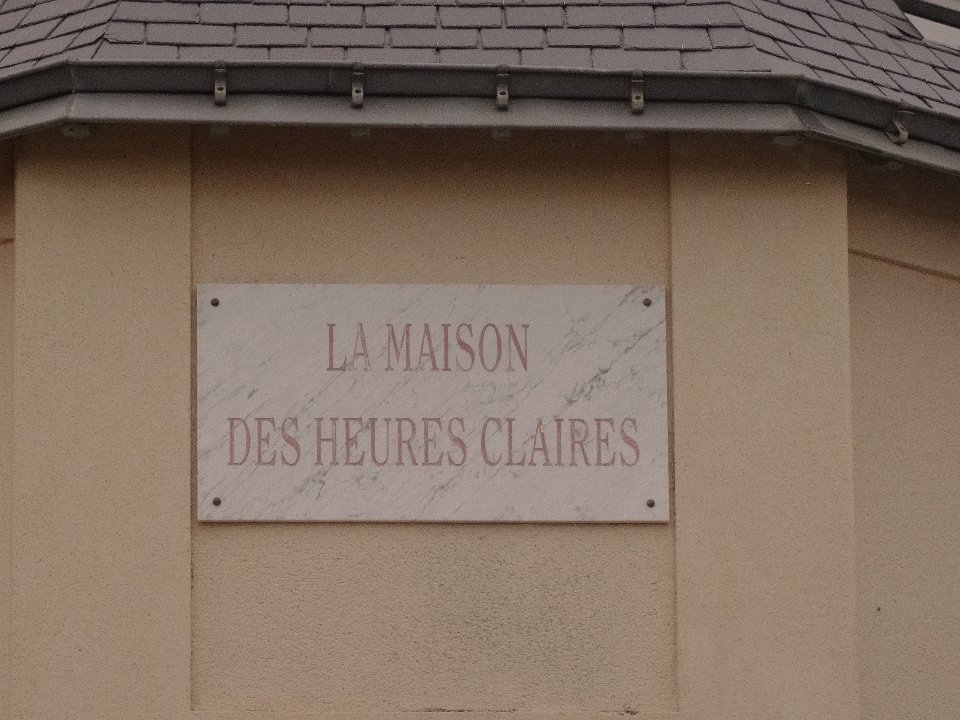 LA MAISON
DES HEURES CLAIRES